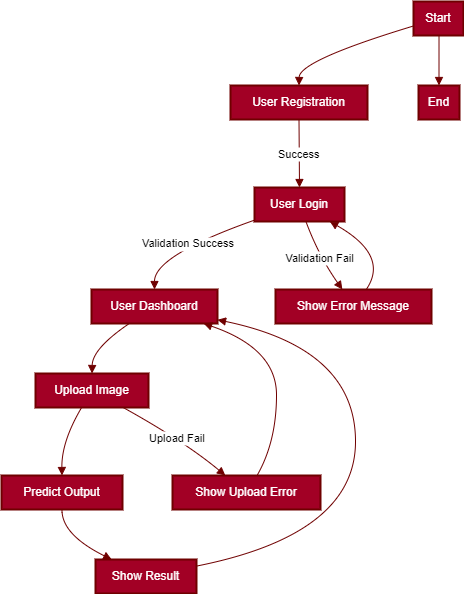 Start
User Registration
End
Success
User Login
Validation Success
Validation Fail
User Dashboard
Show Error Message
Upload Image
Upload Fail
Predict Output
Show Upload Error
Show Result